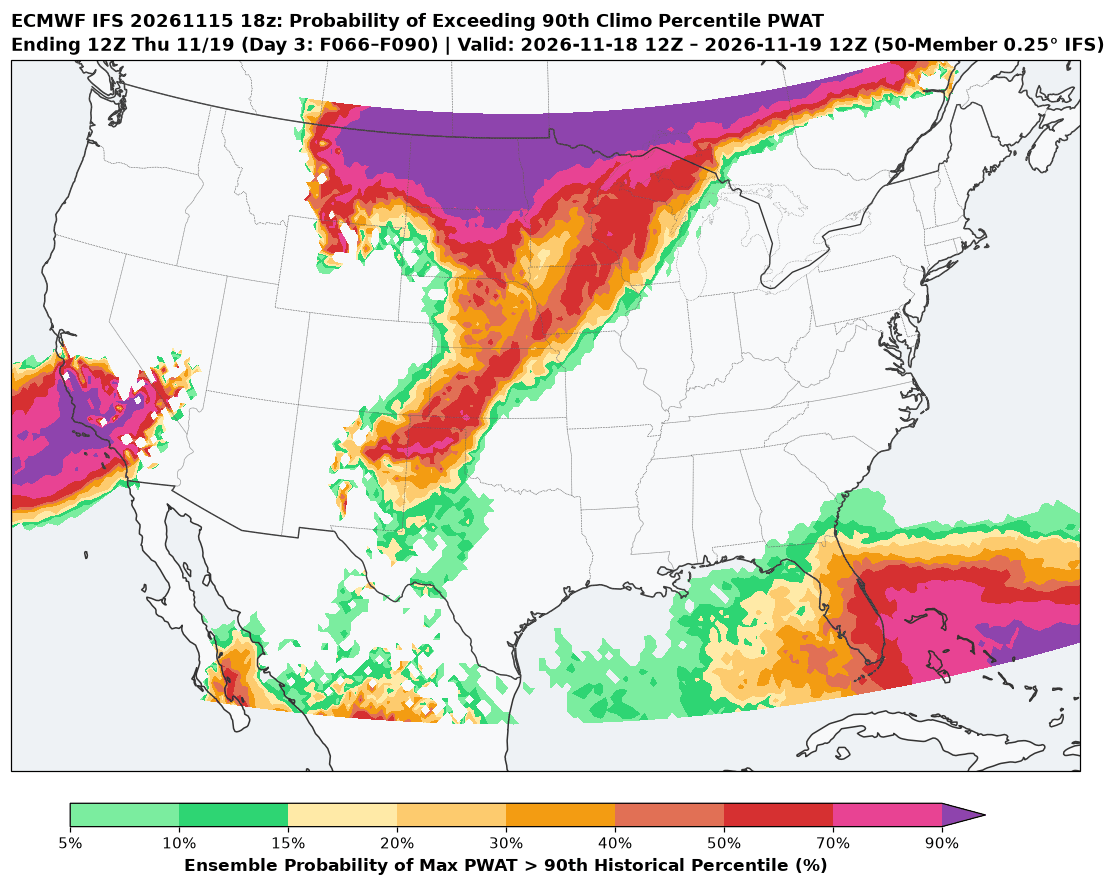 ECMWF IFS 20261115 18z: Probability of Exceeding 90th Climo Percentile PWAT
Ending 12Z Thu 11/19 (Day 3: F066–F090) | Valid: 2026-11-18 12Z – 2026-11-19 12Z (50-Member 0.25° IFS)
5% 10% 15% 20% 30% 40% 50% 70% 90%
Ensemble Probability of Max PWAT > 90th Historical Percentile (%)